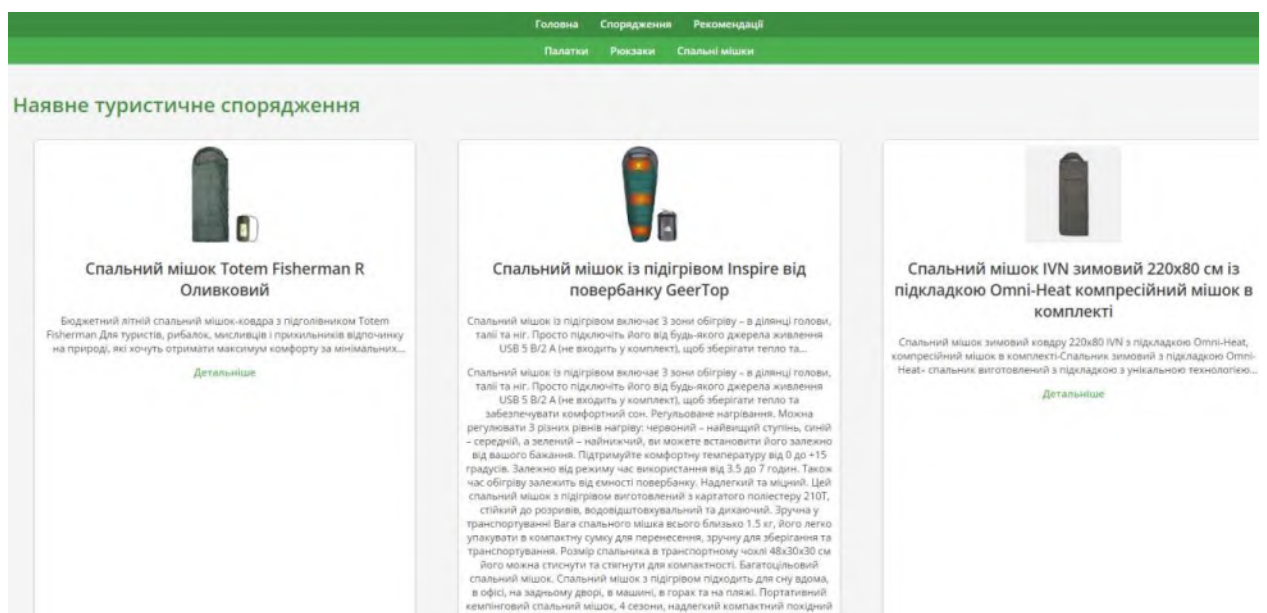 Головна Спорядження Рекомендації
Палатки Рюкзаки Спальні мішки
Наявне туристичне спорядження
Спальний мішок Totem Fisherman R
Оливковий
Бюджетний літній спальний мішок-ковдра з підголівником Totem
Fisherman Для туристів, рибалок, мисливців і прихильників відпочинку
на природі, які хочуть отримати максимум комфорту за мінімальних...
Детальніше
Спальний мішок із підігрівом Inspire від
повербанку GeerTop
Спальний мішок із підігрівом включає 3 зони обігріву – в ділянці голови,
талії та ніг. Просто підключіть його від будь-якого джерела живлення
USB 5 В/2 А (не входить у комплект), щоб зберігати тепло та...
Спальний мішок із підігрівом включає 3 зони обігріву – в ділянці голови,
талії та ніг. Просто підключіть його від будь-якого джерела живлення
USB 5 В/2 А (не входить у комплект), щоб зберігати тепло та
забезпечувати комфортний сон. Регульоване нагрівання. Можна
регулювати 3 різних рівнів нагріву: червоний – найвищий ступінь, синій
– середній, а зелений – найнижчий, ви можете встановити його залежно
від вашого бажання. Підтримуйте комфортну температуру від 0 до +15
градусів. Залежно від режиму час використання від 3.5 до 7 годин. Також
час обігріву залежить від ємності повербанку. Надлегкий та міцний. Цей
спальний мішок з підігрівом виготовлений з картатого поліестеру 210T,
стійкий до розривів, водовідштовхувальний та дихаючий. Зручна у
транспортуванні Вага спального мішка всього близько 1.5 кг, його легко
упакувати в компактну сумку для перенесення, зручну для зберігання та
транспортування. Розмір спальника в транспортному чохлі 48х30х30 см
його можна стиснути та стягнути для компактності. Багатоцільовий
спальний мішок. Спальний мішок з підігрівом підходить для сну вдома,
в офісі, на задньому дворі, в машині, в горах та на пляжі. Портативний
кемпінговий спальний мішок, 4 сезони, надлегкий компактний похідний
Спальний мішок IVN зимовий 220х80 см із
підкладкою Omni-Heat компресійний мішок в
комплекті
Спальний мішок зимовий ковдру 220х80 IVN з підкладкою Omni-Heat,
компресійний мішок в комплекті-Спальник зимовий з підкладкою Omni-
Heat– спальник виготовлений з підкладкою з унікальною технологією...
Детальніше